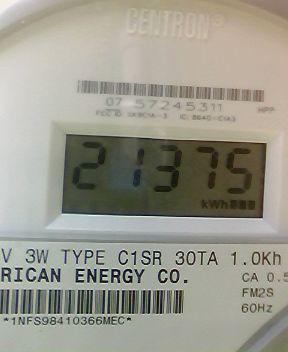 CENTRON®
07 57245311
HPP
21375
kWh
V 3W TYPE C1SR 30TA 1.0Kh
RICAN ENERGY CO.
CA 0.5
FM2S
60Hz
*1NFS98410366MEC*